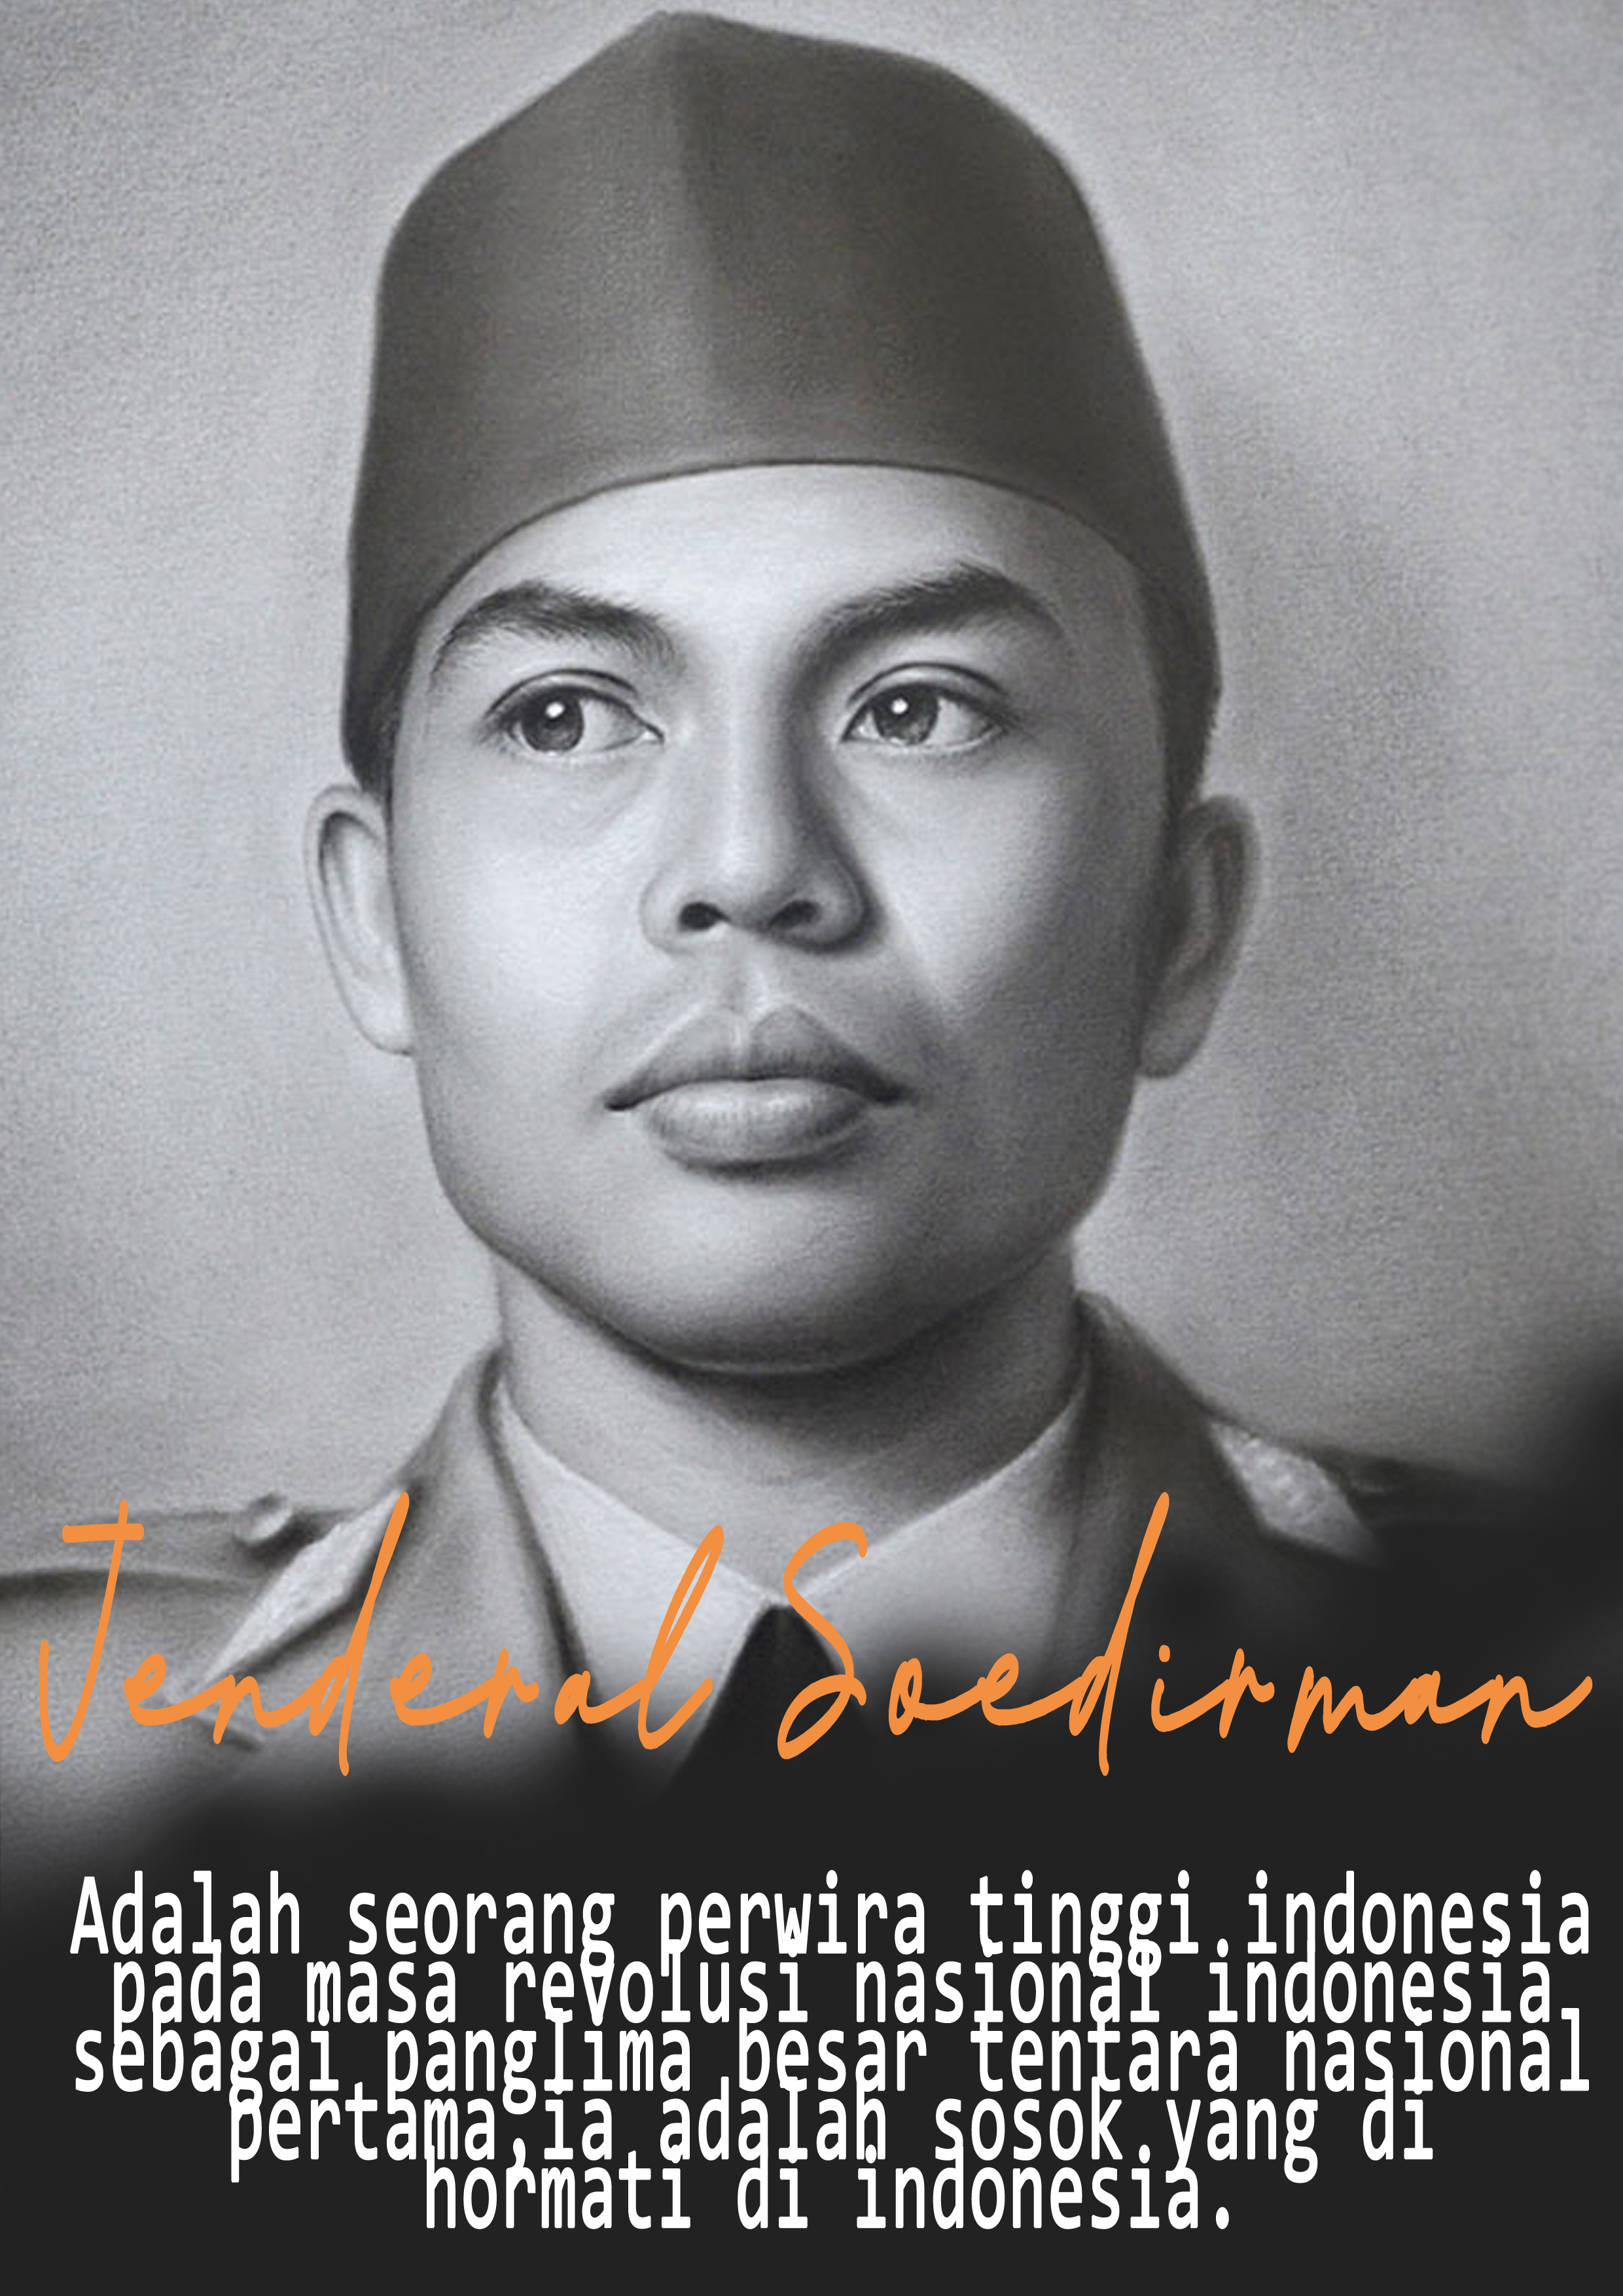 Jenderal Soedirman
Adalah seorang perwira tinggi indonesia
pada masa revolusi nasional indonesia
sebagai panglima besar tentara nasional
pertama,ia adalah sosok yang di
hormati di indonesia.